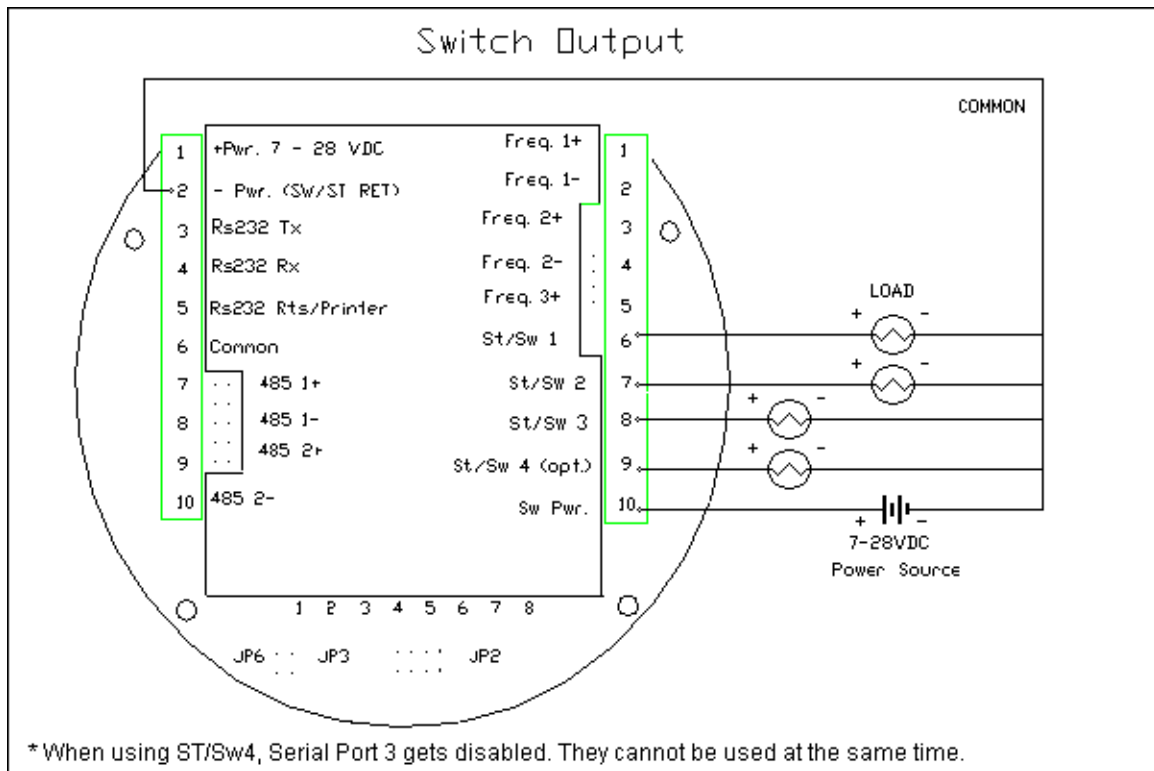 Switch Output
COMMON
1 +Pwr. 7 - 28 VDC
2 - Pwr. (SW/ST RET)
3 Rs232 Tx
4 Rs232 Rx
5 Rs232 Rts/Printer
6 Common
7 485 1+
8 485 1-
9 485 2+
10 485 2-
Freq. 1+ 1
Freq. 1- 2
Freq. 2+ 3
Freq. 2- 4
Freq. 3+ 5
St/Sw 1 6
St/Sw 2 7
St/Sw 3 8
St/Sw 4 (opt.) 9
Sw Pwr. 10
LOAD
+ -
+ -
+ -
+ -
+ -
7-28VDC
Power Source
1 2 3 4 5 6 7 8
JP6 JP3 JP2
* When using ST/Sw4, Serial Port 3 gets disabled. They cannot be used at the same time.